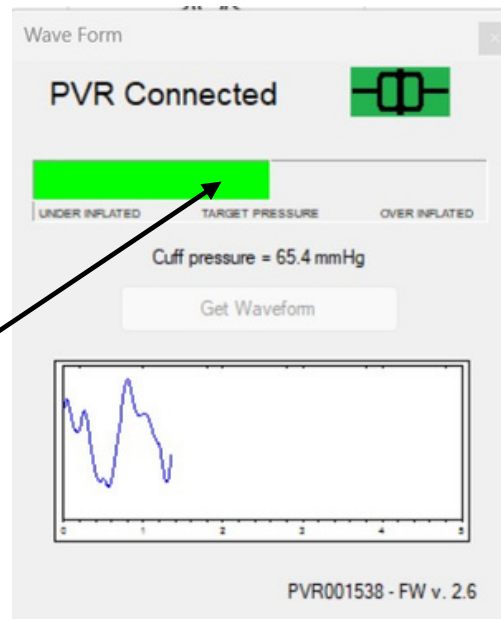 Wave Form
PVR Connected
UNDER INFLATED TARGET PRESSURE OVER INFLATED
Cuff pressure = 65.4 mmHg
Get Waveform
0 1 2 3 4 5
PVR001538 - FW v. 2.6